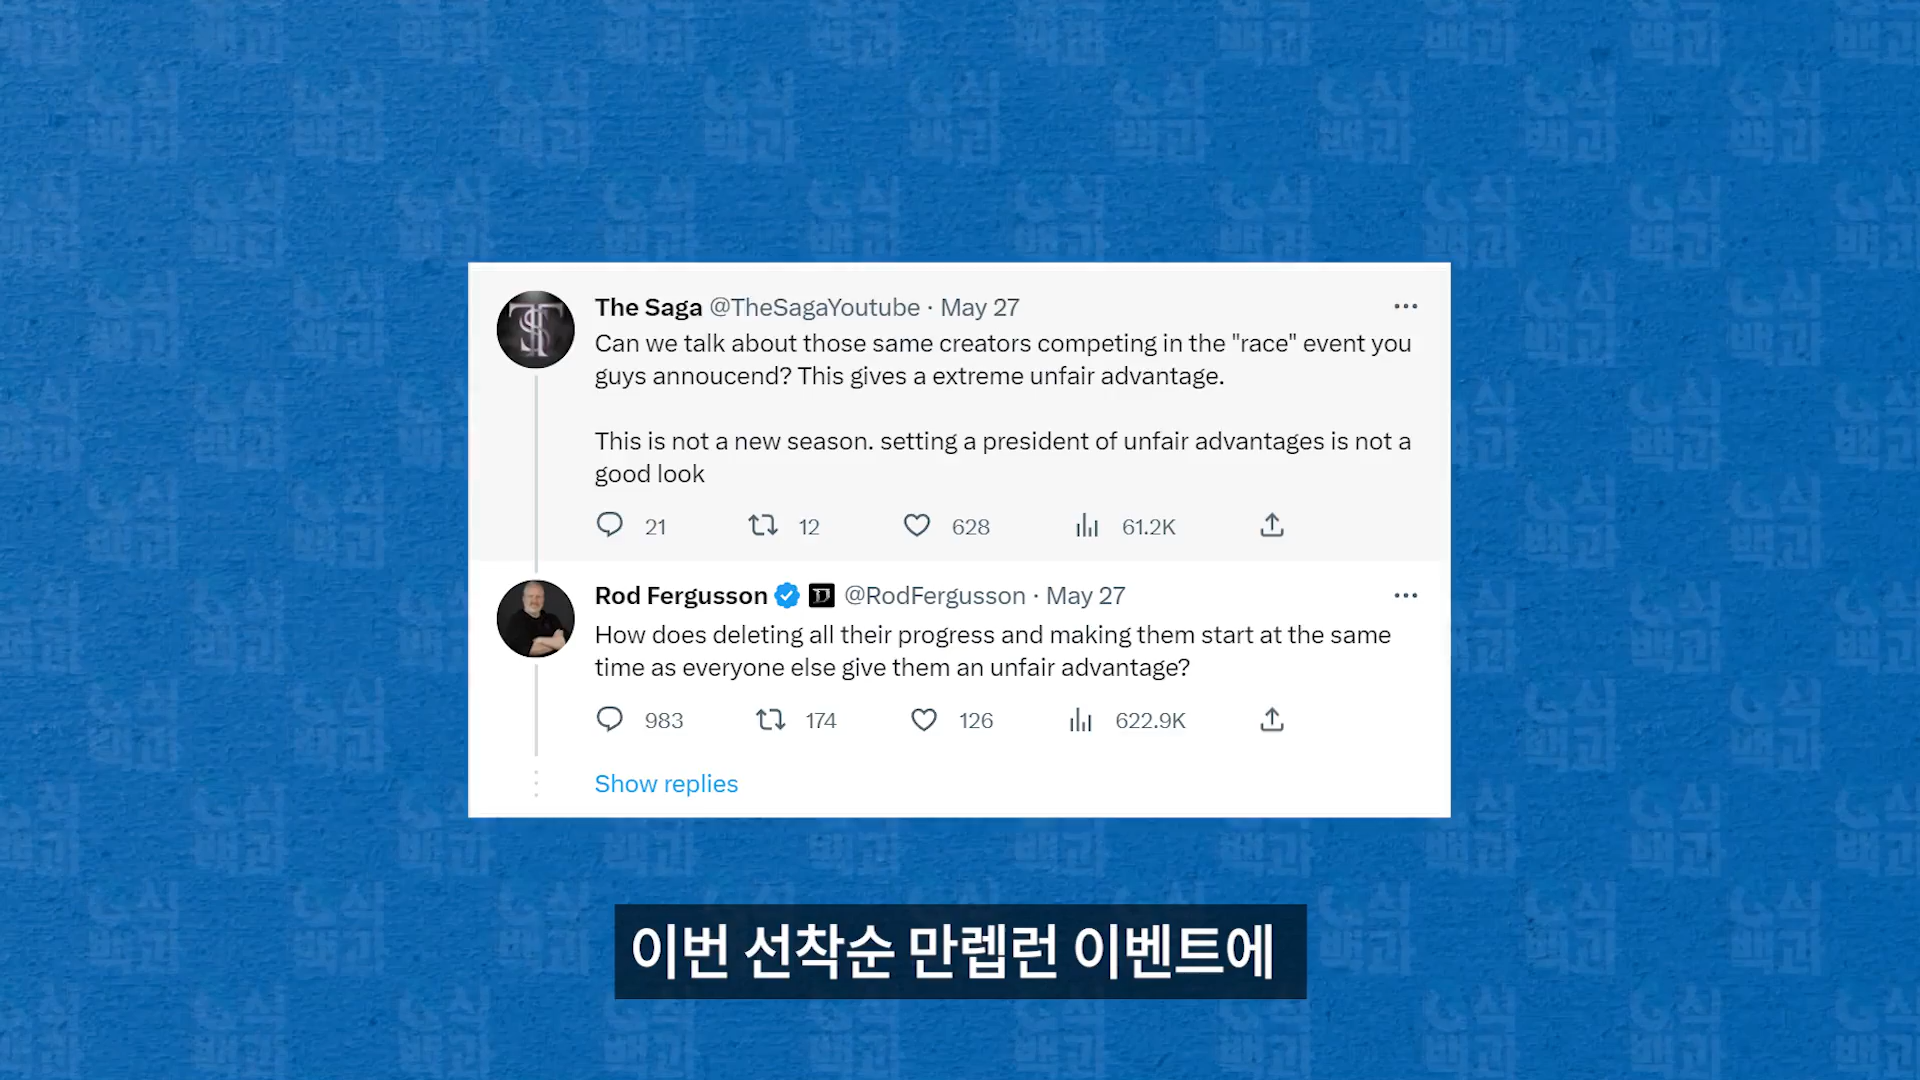 The Saga @TheSagaYoutube · May 27
Can we talk about those same creators competing in the "race" event you
guys annoucend? This gives a extreme unfair advantage.
This is not a new season. setting a president of unfair advantages is not a
good look
21 12 628 61.2K
Rod Fergusson @RodFergusson · May 27
How does deleting all their progress and making them start at the same
time as everyone else give them an unfair advantage?
983 174 126 622.9K
Show replies
이번 선착순 만렙런 이벤트에